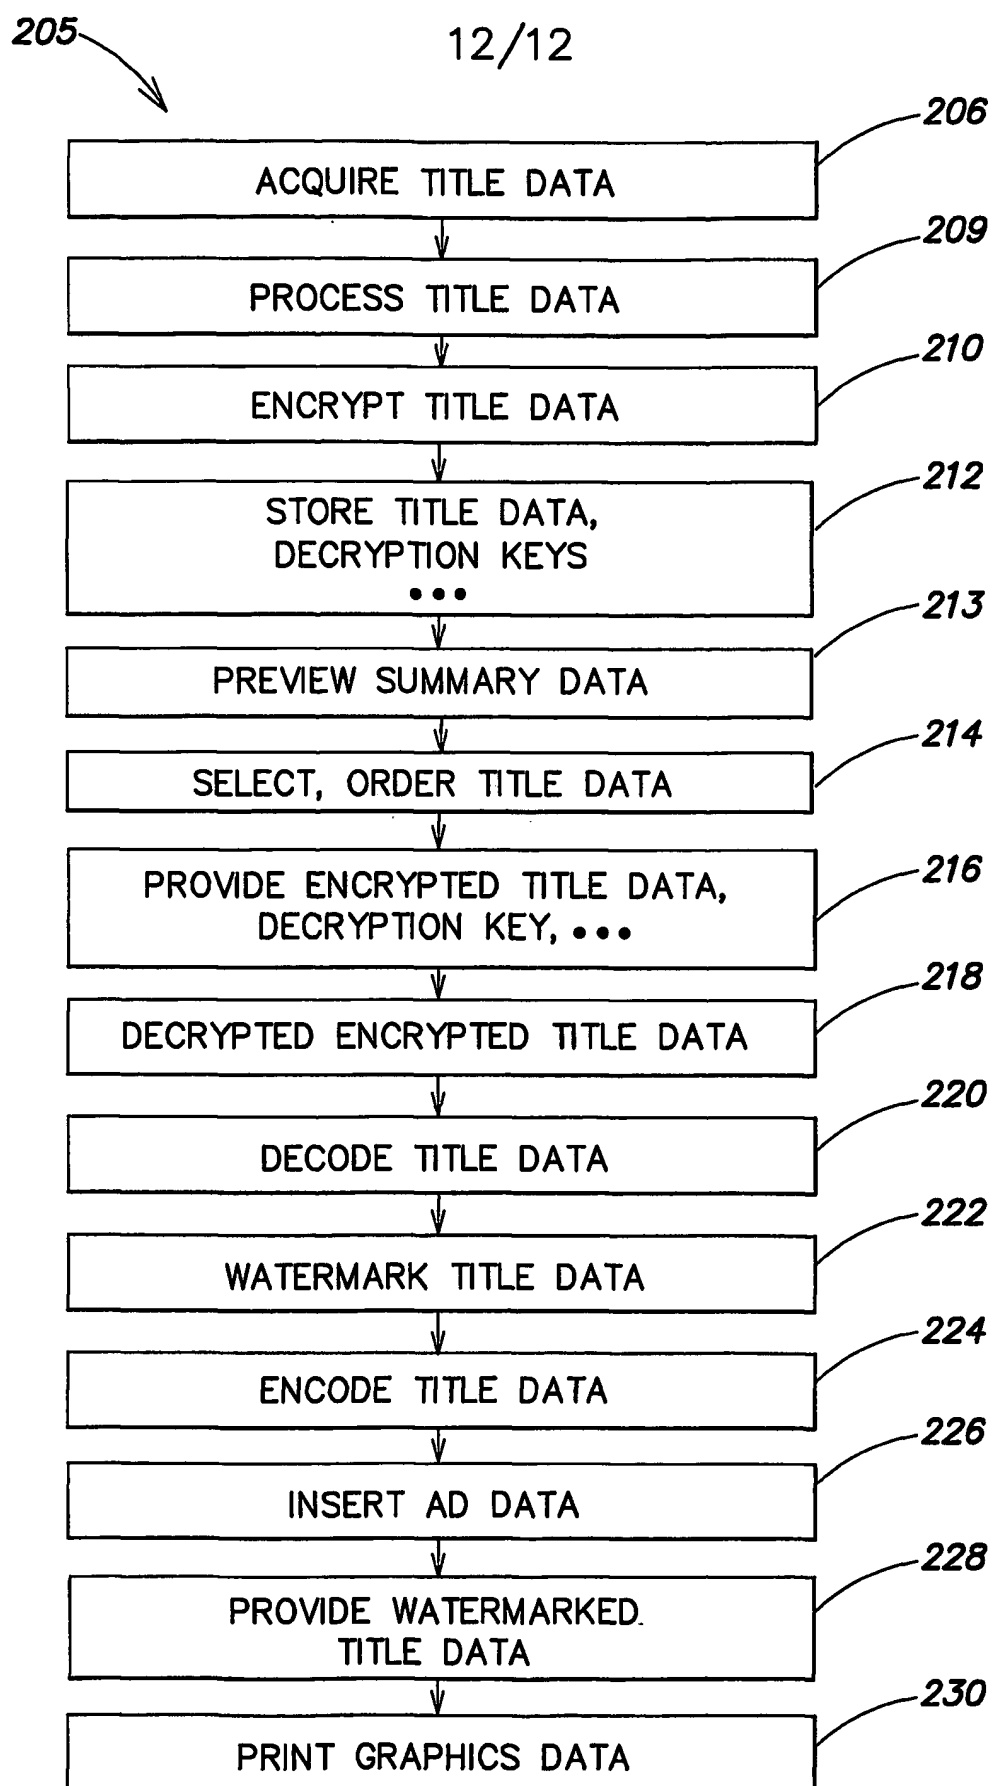 205
12/12
206
ACQUIRE TITLE DATA
209
PROCESS TITLE DATA
210
ENCRYPT TITLE DATA
212
STORE TITLE DATA,
DECRYPTION KEYS
•••
213
PREVIEW SUMMARY DATA
214
SELECT, ORDER TITLE DATA
216
PROVIDE ENCRYPTED TITLE DATA,
DECRYPTION KEY, •••
218
DECRYPTED ENCRYPTED TITLE DATA
220
DECODE TITLE DATA
222
WATERMARK TITLE DATA
224
ENCODE TITLE DATA
226
INSERT AD DATA
228
PROVIDE WATERMARKED
TITLE DATA
230
PRINT GRAPHICS DATA